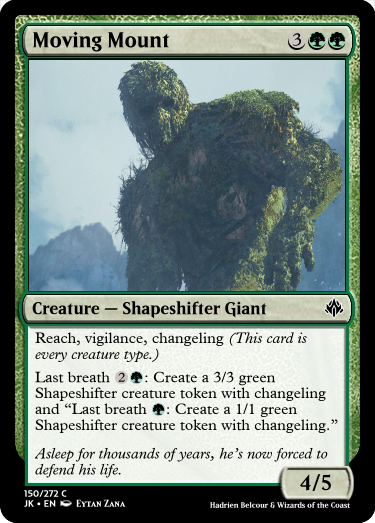 Moving Mount 3
Creature — Shapeshifter Giant
Reach, vigilance, changeling (This card is
every creature type.)
Last breath 2 : Create a 3/3 green
Shapeshifter creature token with changeling
and “Last breath : Create a 1/1 green
Shapeshifter creature token with changeling.”
Asleep for thousands of years, he's now forced to
defend his life.
4/5
150/272 C
JK • EN Eytan Zana
Hadrien Belcour & Wizards of the Coast